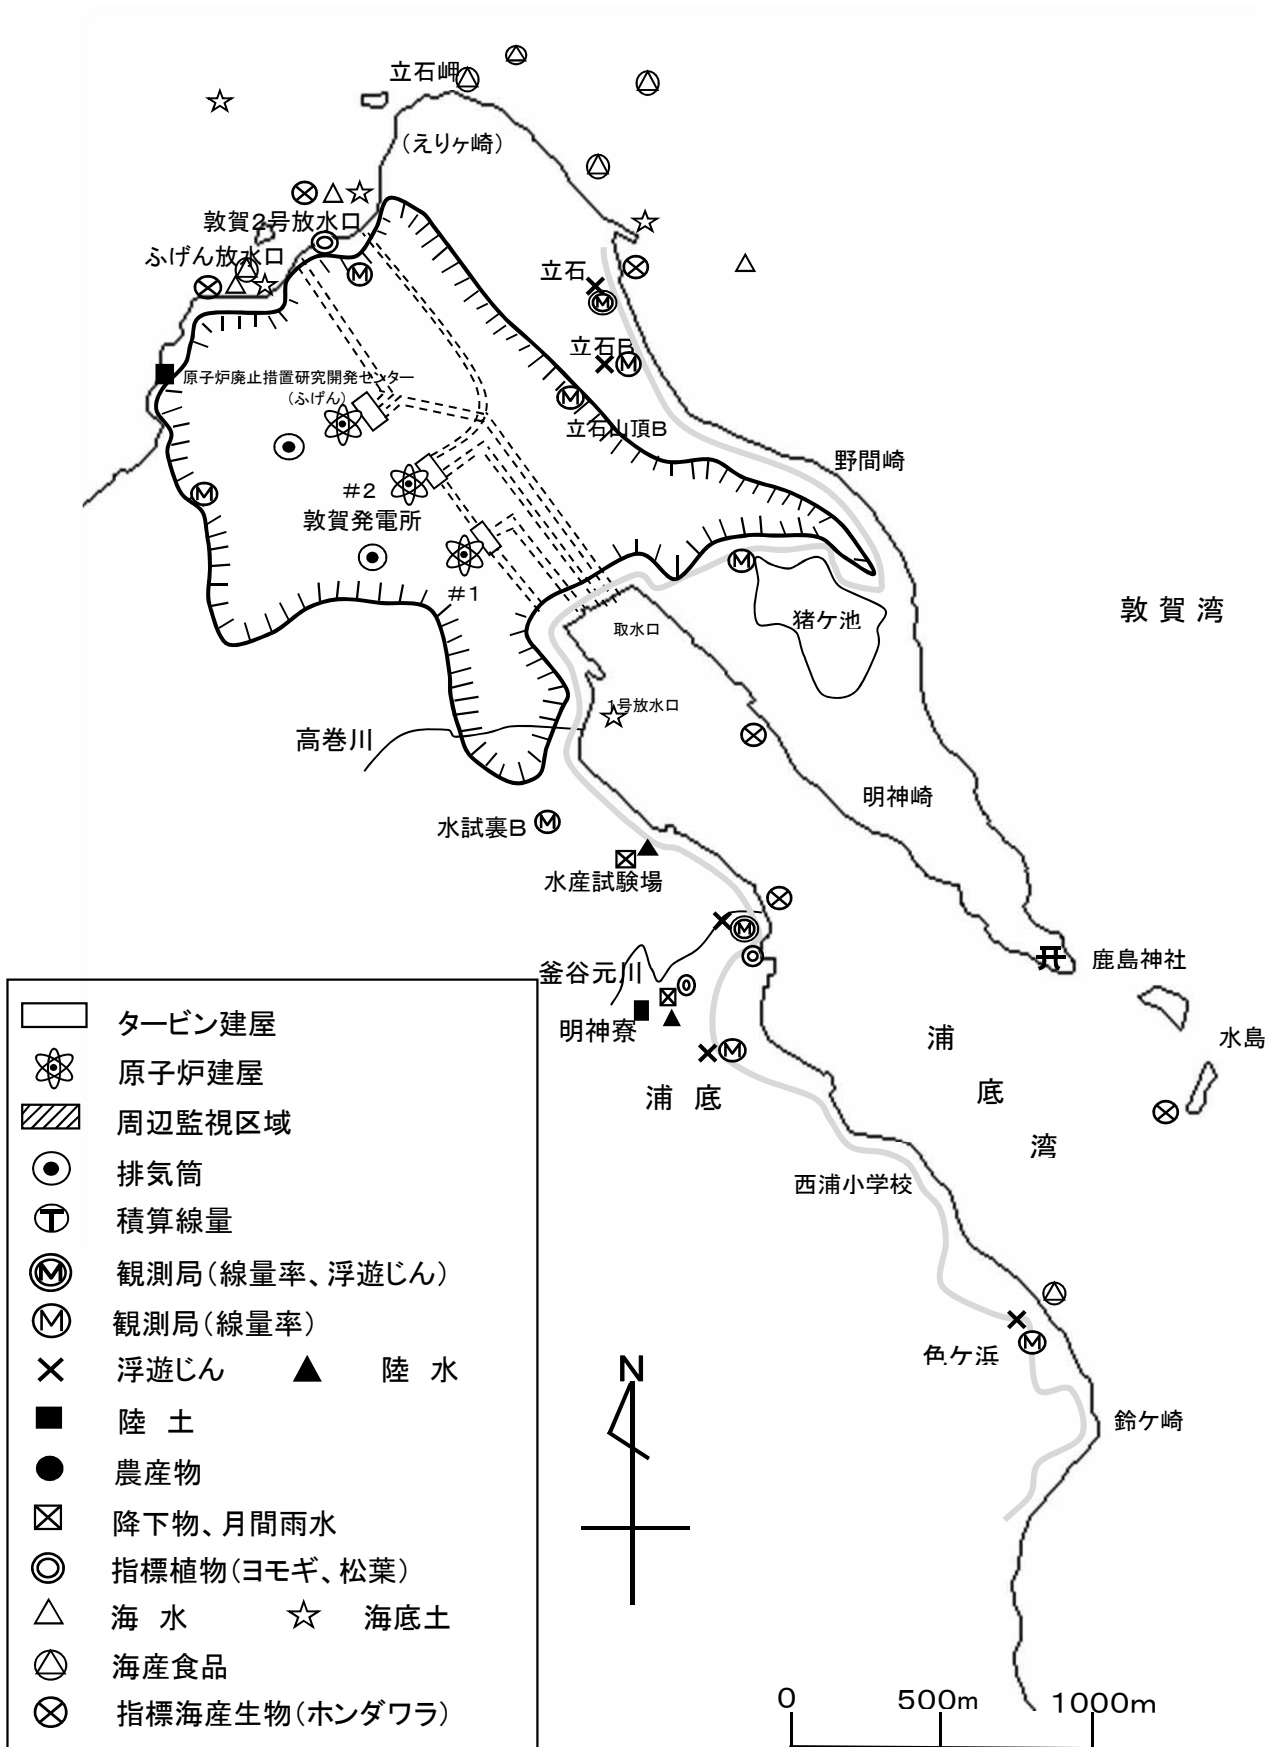 立石岬
(えりヶ崎)
敦賀2号放水口
ふげん放水口
立石
立石B
原子炉廃止措置研究開発センター
(ふげん)
立石山頂B
野間崎
#2
敦賀発電所
#1
敦賀湾
猪ケ池
取水口
1号放水口
高巻川
明神崎
水試裏B
水産試験場
鹿島神社
釜谷元川
明神寮
水島
浦底
浦底湾
西浦小学校
色ケ浜
鈴ケ崎
N
タービン建屋
原子炉建屋
周辺監視区域
排気筒
T 積算線量
M 観測局(線量率、浮遊じん)
M 観測局(線量率)
浮遊じん 陸 水
陸 土
農産物
降下物、月間雨水
指標植物(ヨモギ、松葉)
海 水 海底土
海産食品
指標海産生物(ホンダワラ)
0 500m 1000m